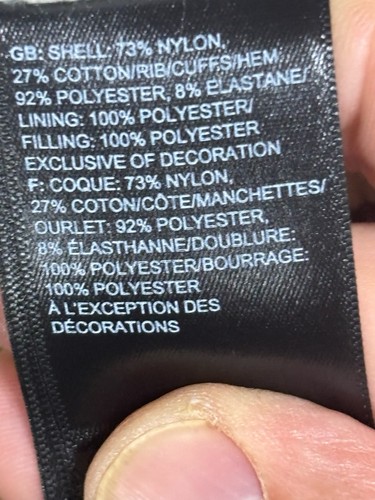 GB: SHELL: 73% NYLON,
27% COTTON/RIB/CUFFS/HEM:
92% POLYESTER, 8% ELASTANE/
LINING: 100% POLYESTER/
FILLING: 100% POLYESTER
EXCLUSIVE OF DECORATION
F: COQUE: 73% NYLON,
27% COTON/CÔTE/MANCHETTES/
OURLET: 92% POLYESTER,
8% ÉLASTHANNE/DOUBLURE:
100% POLYESTER/BOURRAGE:
100% POLYESTER
À L'EXCEPTION DES
DÉCORATIONS